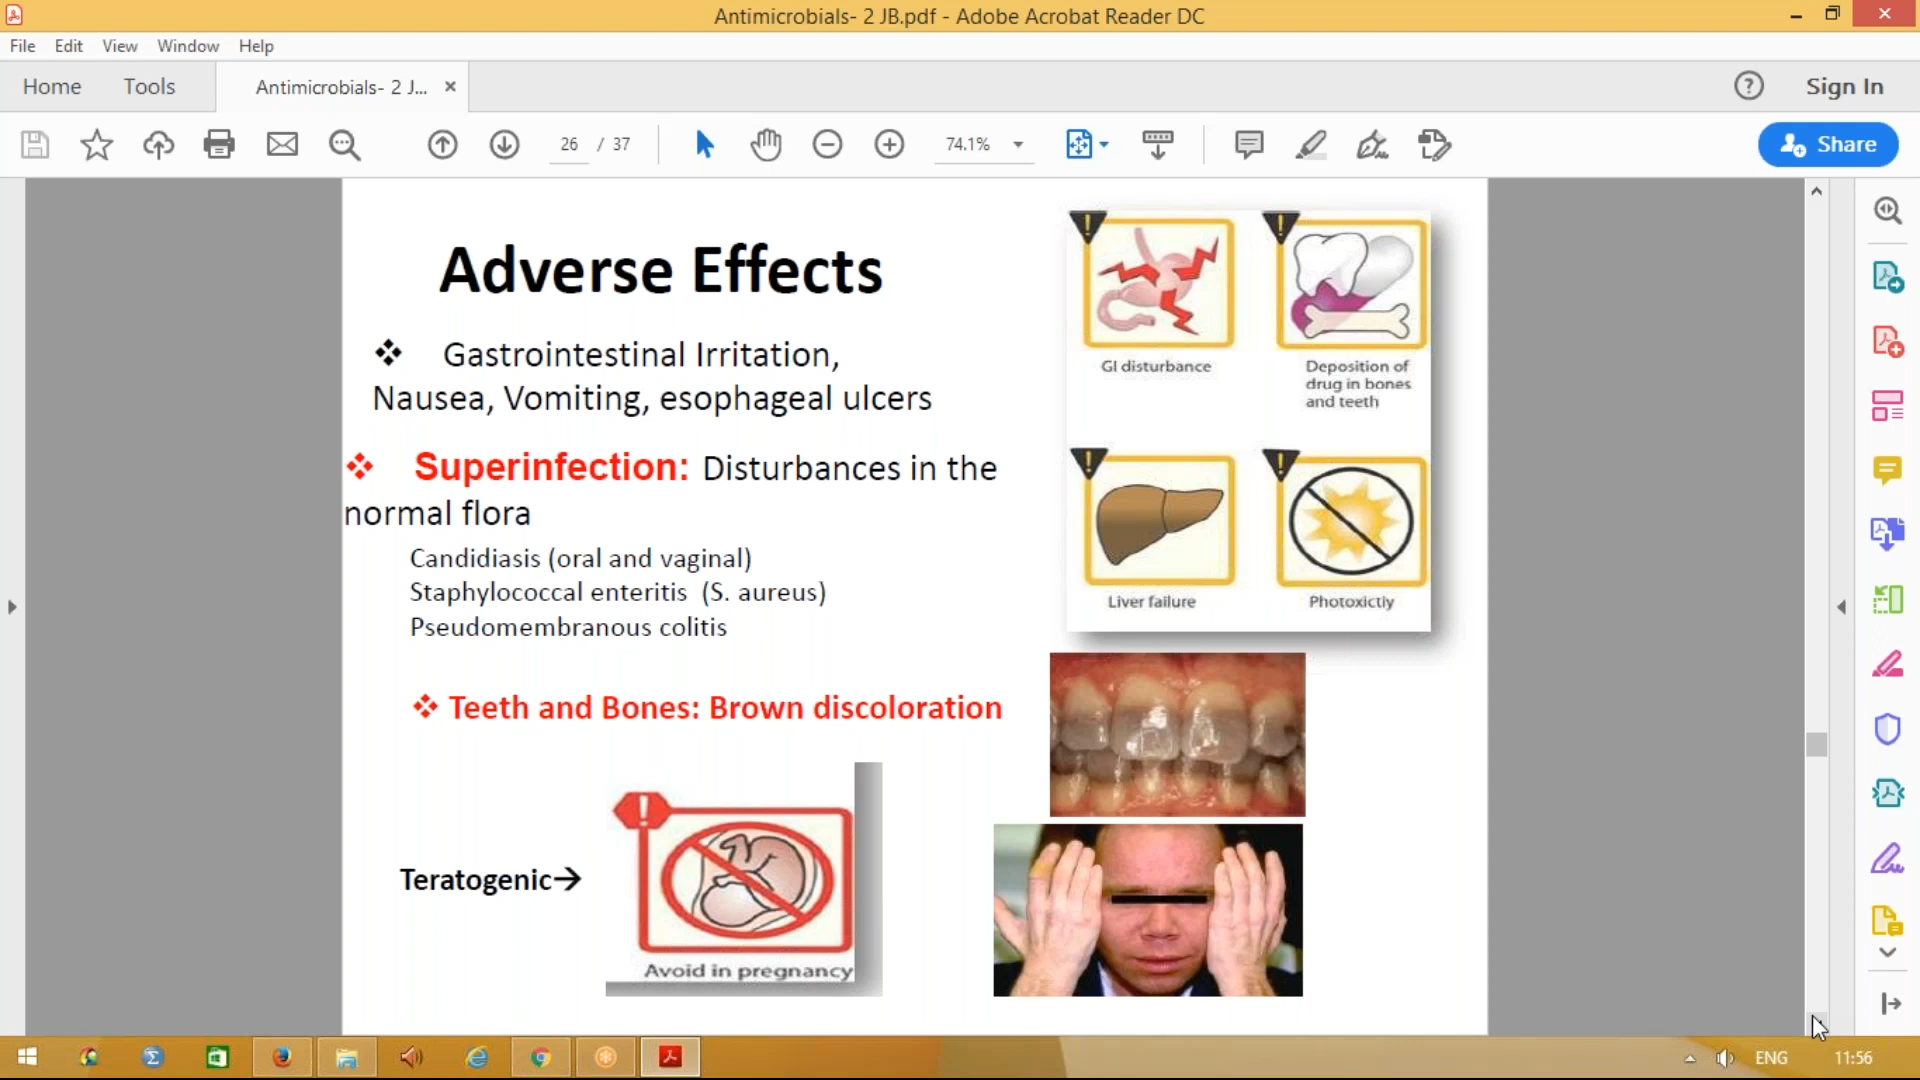 Antimicrobials- 2 JB.pdf - Adobe Acrobat Reader DC
File Edit View Window Help
Home Tools Antimicrobials- 2 J... Sign In
26 / 37 74.1% Share
Adverse Effects
❖ Gastrointestinal Irritation,
Nausea, Vomiting, esophageal ulcers
❖ Superinfection: Disturbances in the
normal flora
Candidiasis (oral and vaginal)
Staphylococcal enteritis (S. aureus)
Pseudomembranous colitis
❖ Teeth and Bones: Brown discoloration
Teratogenic→
Avoid in pregnancy
GI disturbance
Deposition of
drug in bones
and teeth
Liver failure
Photoxictiy
ENG 11:56